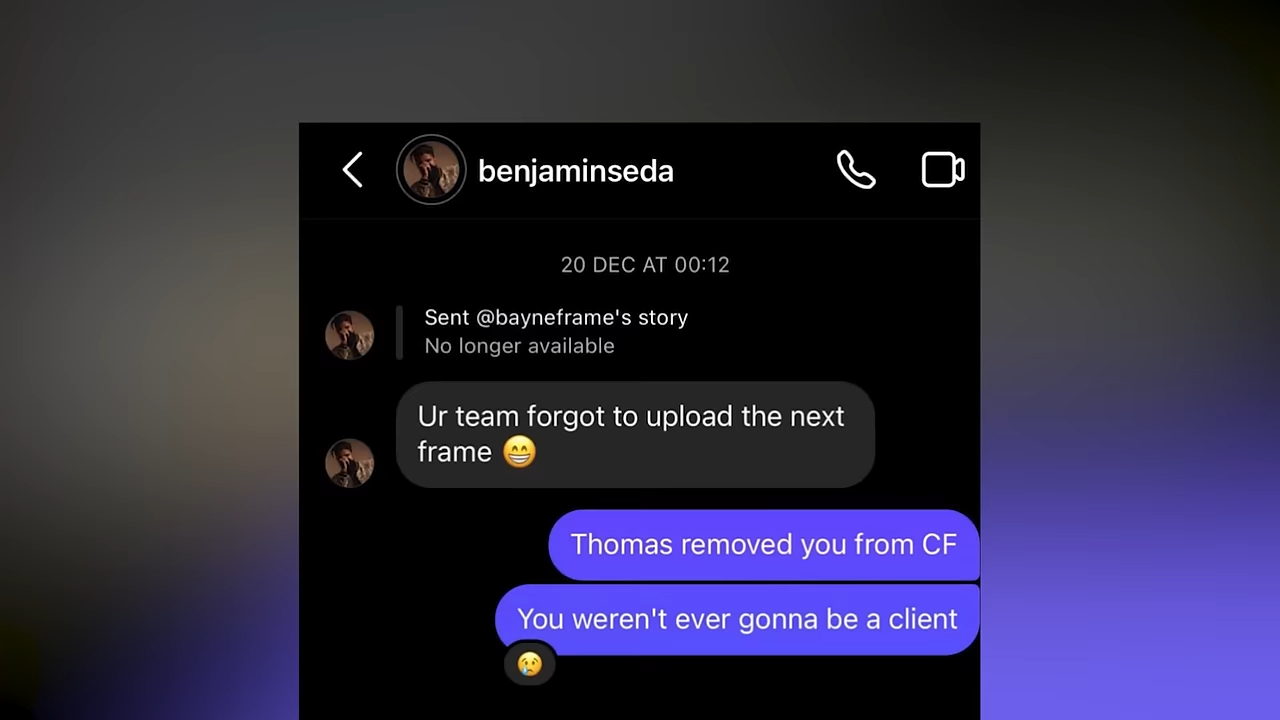 benjaminseda
20 DEC AT 00:12
Sent @bayneframe's story
No longer available
Ur team forgot to upload the next
frame 😁
Thomas removed you from CF
You weren't ever gonna be a client
😢